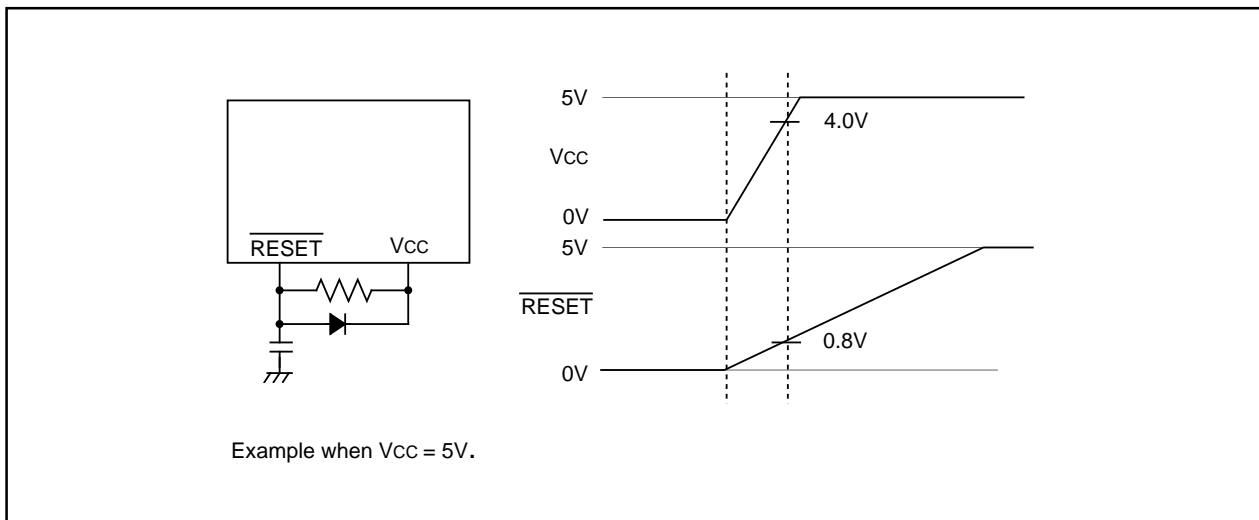 RESET
VCC
5V
4.0V
VCC
0V
5V
RESET
0.8V
0V
Example when VCC = 5V.